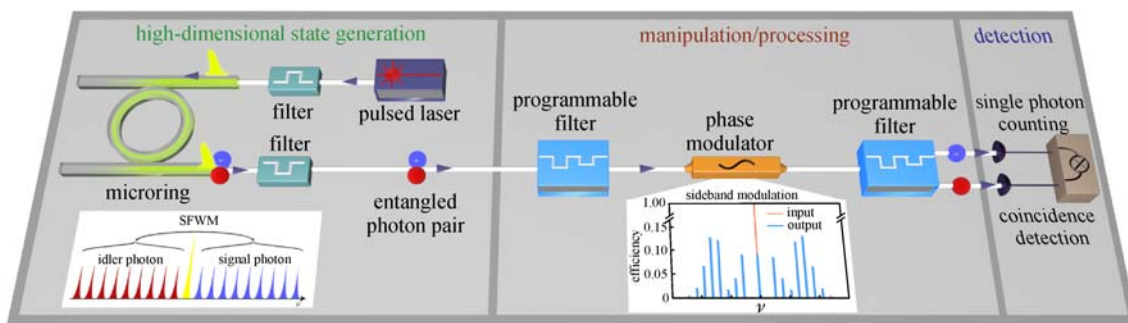 high-dimensional state generation
manipulation/processing
detection
filter
pulsed laser
filter
microring
entangled
photon pair
SFWM
idler photon
signal photon
ν
programmable
filter
phase
modulator
programmable
filter
sideband modulation
input
output
efficiency
1.00
0.10
0.05
0
ν
single photon
counting
coincidence
detection